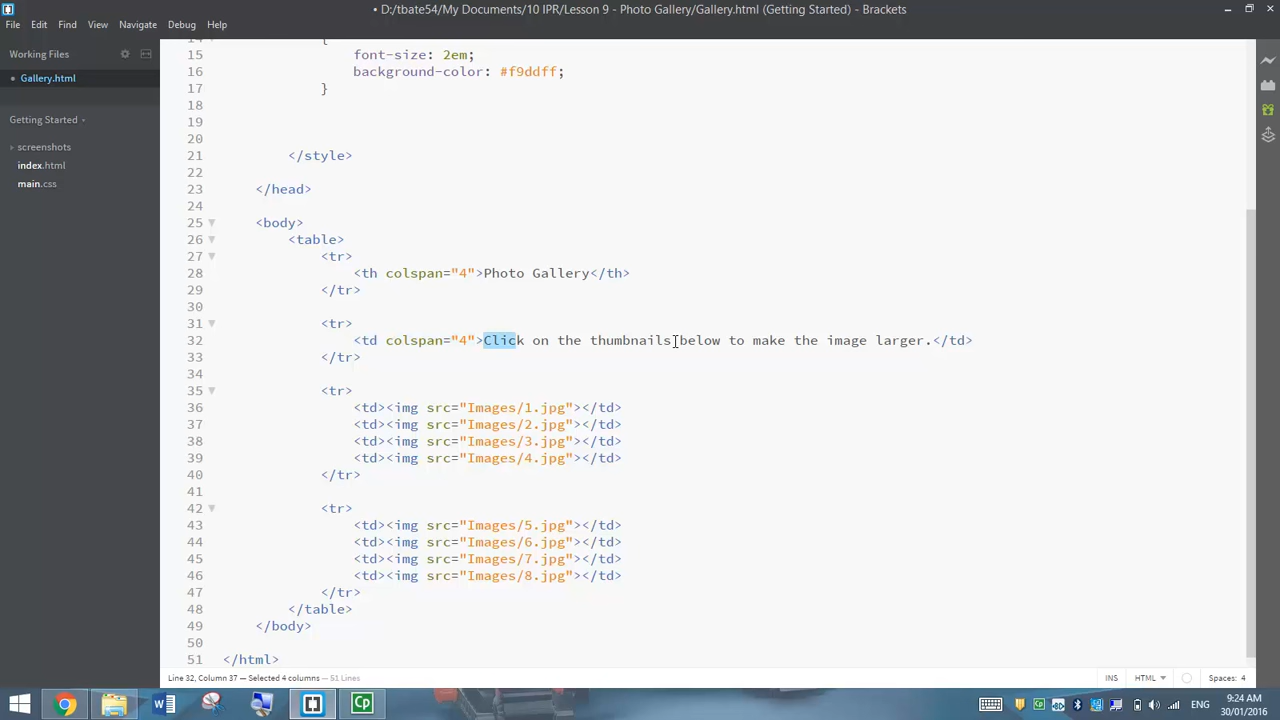 • D:/tbate54/My Documents/10 IPR/Lesson 9 - Photo Gallery/Gallery.html (Getting Started) - Brackets
File Edit Find View Navigate Debug Help
Working Files
• Gallery.html
Getting Started
screenshots
index.html
main.css
14 {
15 font-size: 2em;
16 background-color: #f9ddff;
17 }
18
19
20
21 </style>
22
23 </head>
24
25 <body>
26 <table>
27 <tr>
28 <th colspan="4">Photo Gallery</th>
29 </tr>
30
31 <tr>
32 <td colspan="4">Click on the thumbnails below to make the image larger.</td>
33 </tr>
34
35 <tr>
36 <td><img src="Images/1.jpg"></td>
37 <td><img src="Images/2.jpg"></td>
38 <td><img src="Images/3.jpg"></td>
39 <td><img src="Images/4.jpg"></td>
40 </tr>
41
42 <tr>
43 <td><img src="Images/5.jpg"></td>
44 <td><img src="Images/6.jpg"></td>
45 <td><img src="Images/7.jpg"></td>
46 <td><img src="Images/8.jpg"></td>
47 </tr>
48 </table>
49 </body>
50
51 </html>
Line 32, Column 37 — Selected 4 columns — 51 Lines
INS HTML Spaces: 4
Cp
ENG 9:24 AM
30/01/2016